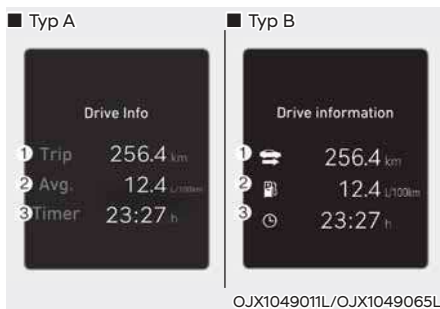 ■ Typ A
Drive Info
1 Trip 256.4 km
2 Avg. 12.4 L/100km
3 Timer 23:27 h
■ Typ B
Drive information
1 256.4 km
2 12.4 L/100km
3 23:27 h
OJX1049011L/OJX1049065L